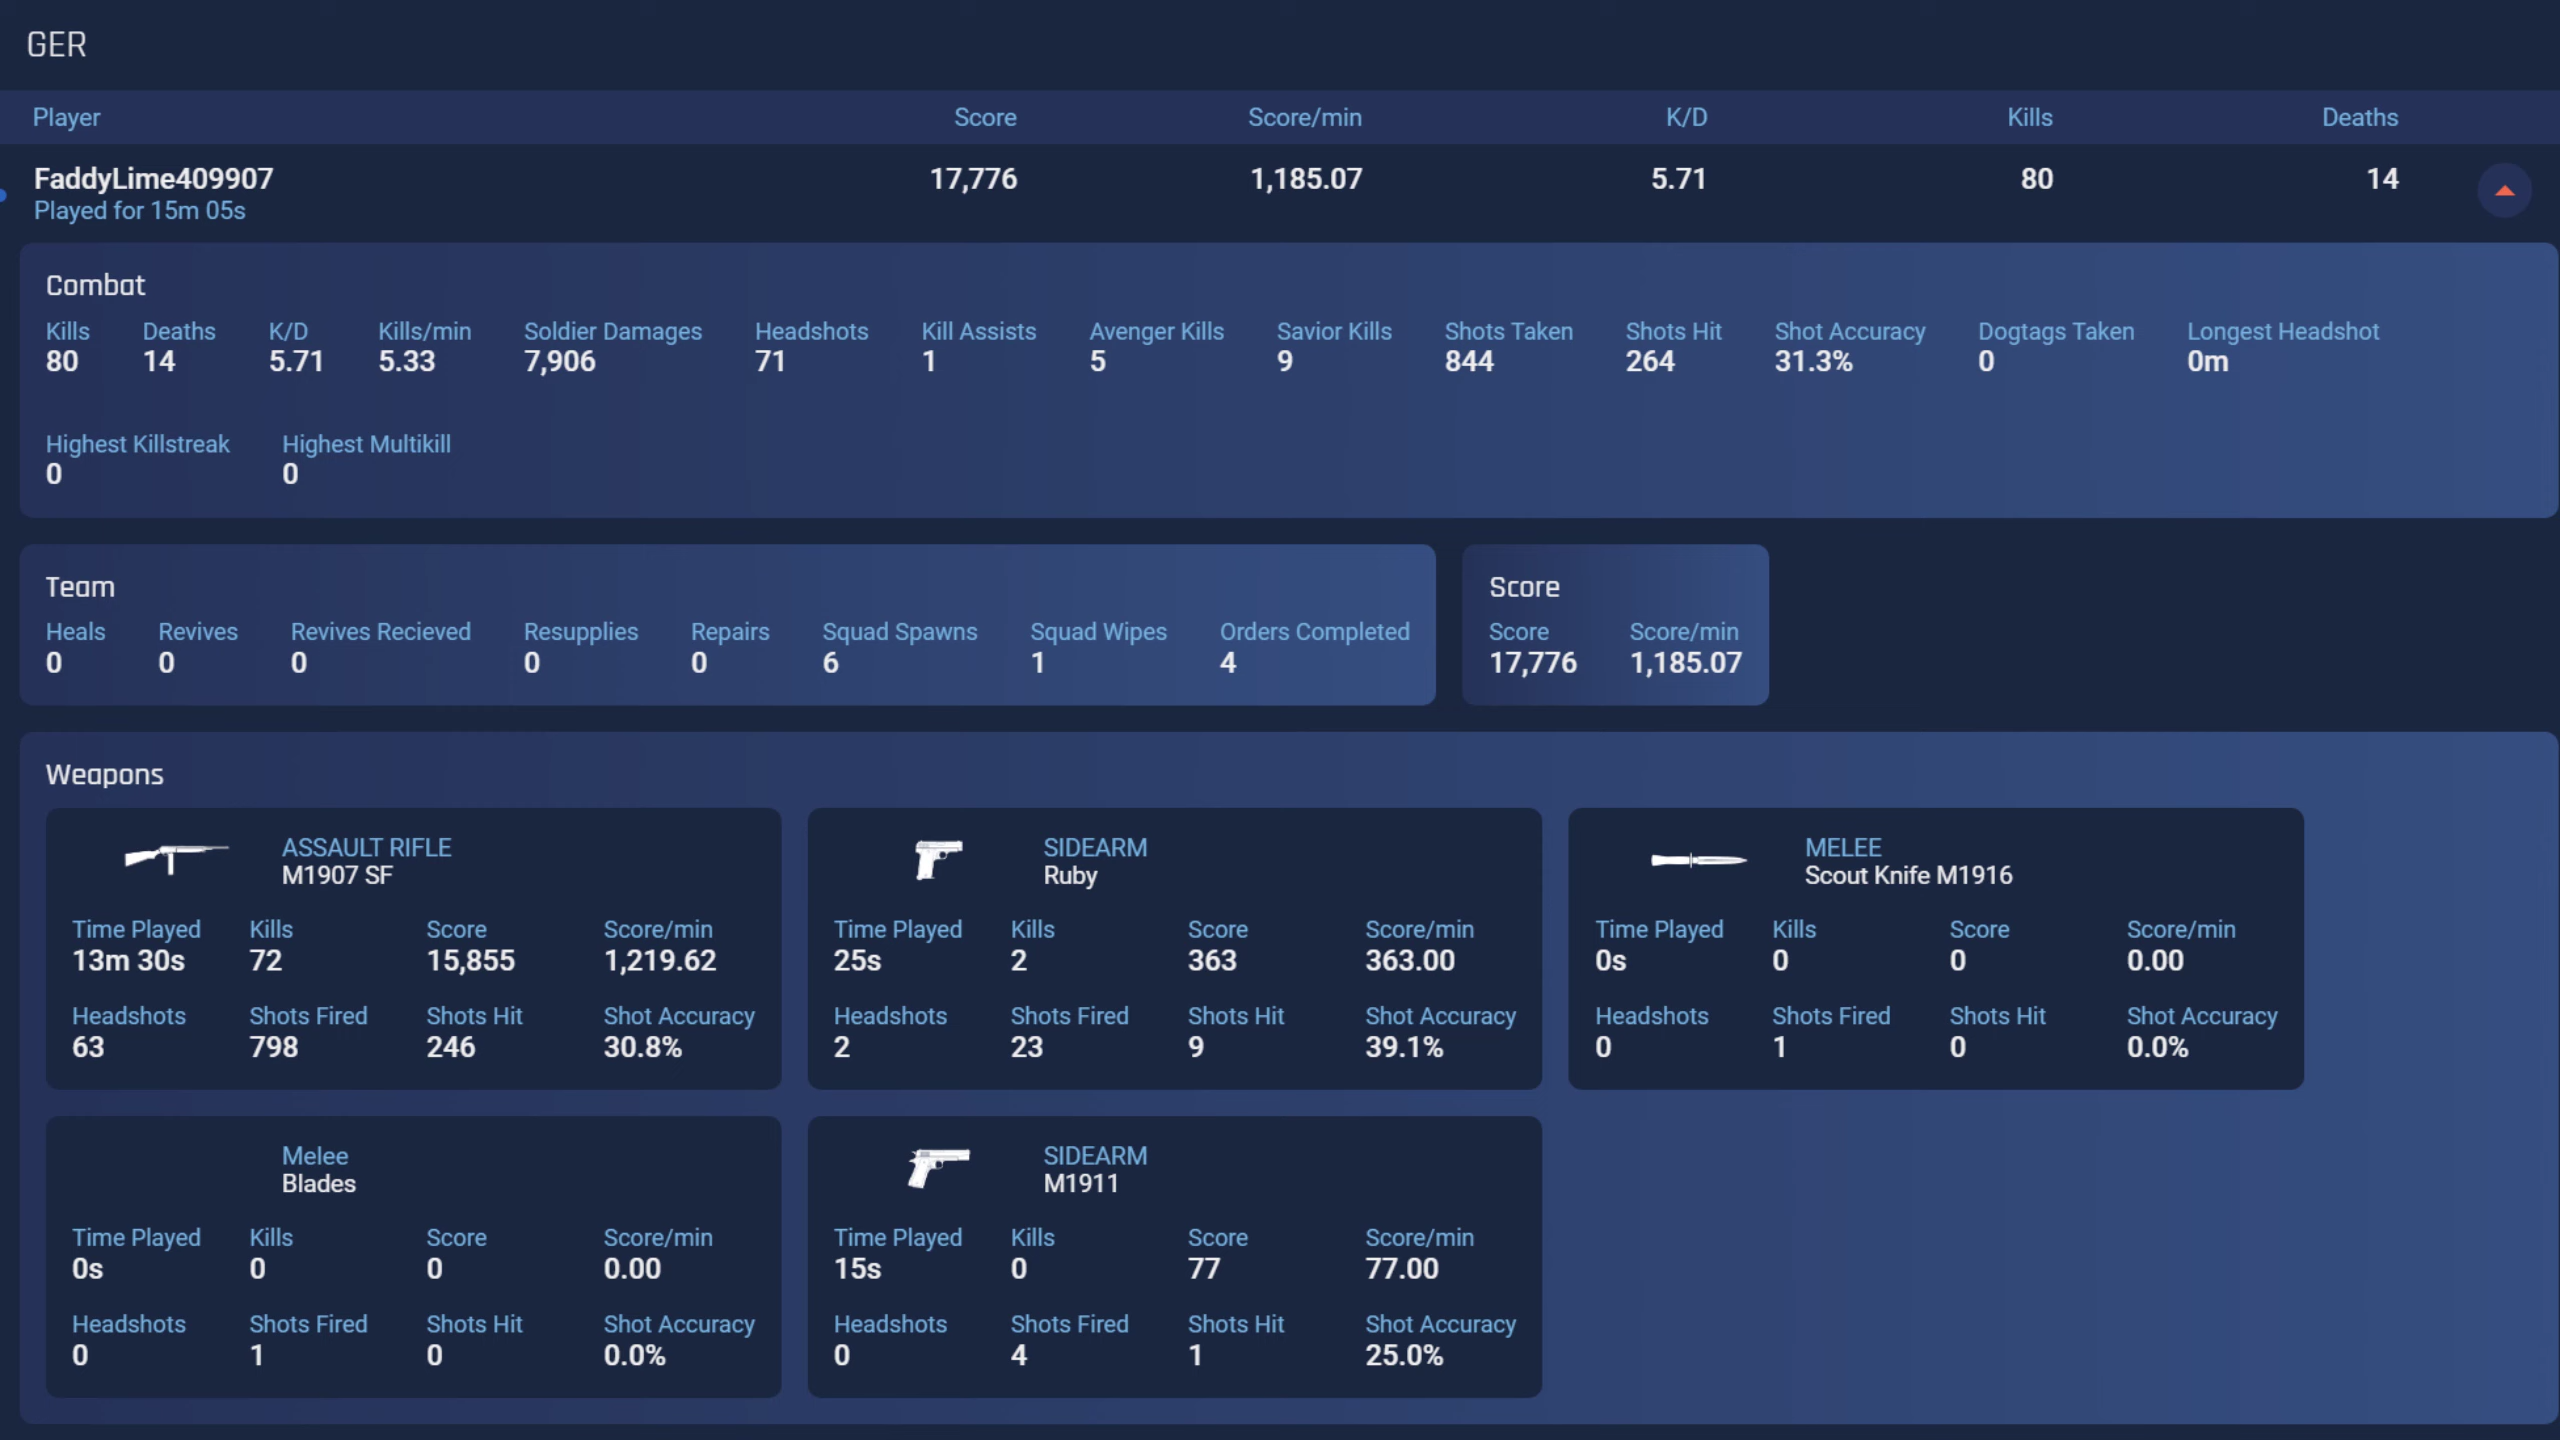 GER
Player Score Score/min K/D Kills Deaths
FaddyLime409907 17,776 1,185.07 5.71 80 14
Played for 15m 05s
Combat
Kills Deaths K/D Kills/min Soldier Damages Headshots Kill Assists Avenger Kills Savior Kills Shots Taken Shots Hit Shot Accuracy Dogtags Taken Longest Headshot
80 14 5.71 5.33 7,906 71 1 5 9 844 264 31.3% 0 0m
Highest Killstreak Highest Multikill
0 0
Team
Heals Revives Revives Recieved Resupplies Repairs Squad Spawns Squad Wipes Orders Completed
0 0 0 0 0 6 1 4
Score
Score Score/min
17,776 1,185.07
Weapons
ASSAULT RIFLE
M1907 SF
Time Played Kills Score Score/min
13m 30s 72 15,855 1,219.62
Headshots Shots Fired Shots Hit Shot Accuracy
63 798 246 30.8%
SIDEARM
Ruby
Time Played Kills Score Score/min
25s 2 363 363.00
Headshots Shots Fired Shots Hit Shot Accuracy
2 23 9 39.1%
MELEE
Scout Knife M1916
Time Played Kills Score Score/min
0s 0 0 0.00
Headshots Shots Fired Shots Hit Shot Accuracy
0 1 0 0.0%
Melee
Blades
Time Played Kills Score Score/min
0s 0 0 0.00
Headshots Shots Fired Shots Hit Shot Accuracy
0 1 0 0.0%
SIDEARM
M1911
Time Played Kills Score Score/min
15s 0 77 77.00
Headshots Shots Fired Shots Hit Shot Accuracy
0 4 1 25.0%